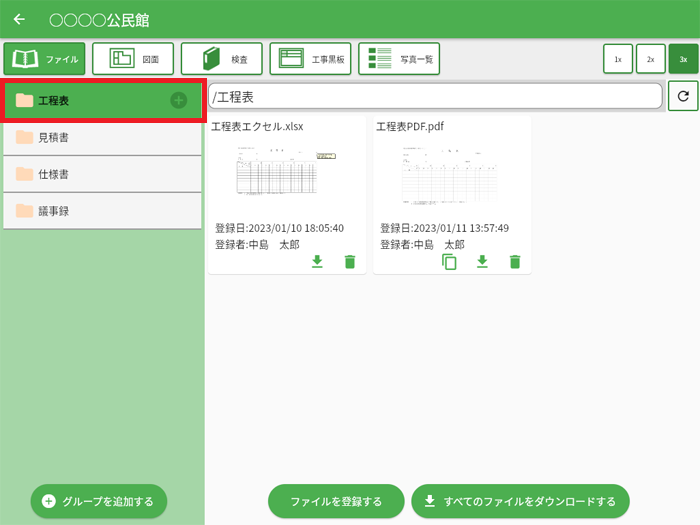 〇〇〇〇公民館
ファイル
図面
検査
工事黒板
写真一覧
1x
2x
3x
工程表
/工程表
見積書
仕様書
議事録
工程表エクセル.xlsx
登録日:2023/01/10 18:05:40
登録者:中島　太郎
工程表PDF.pdf
登録日:2023/01/11 13:57:49
登録者:中島　太郎
グループを追加する
ファイルを登録する
すべてのファイルをダウンロードする